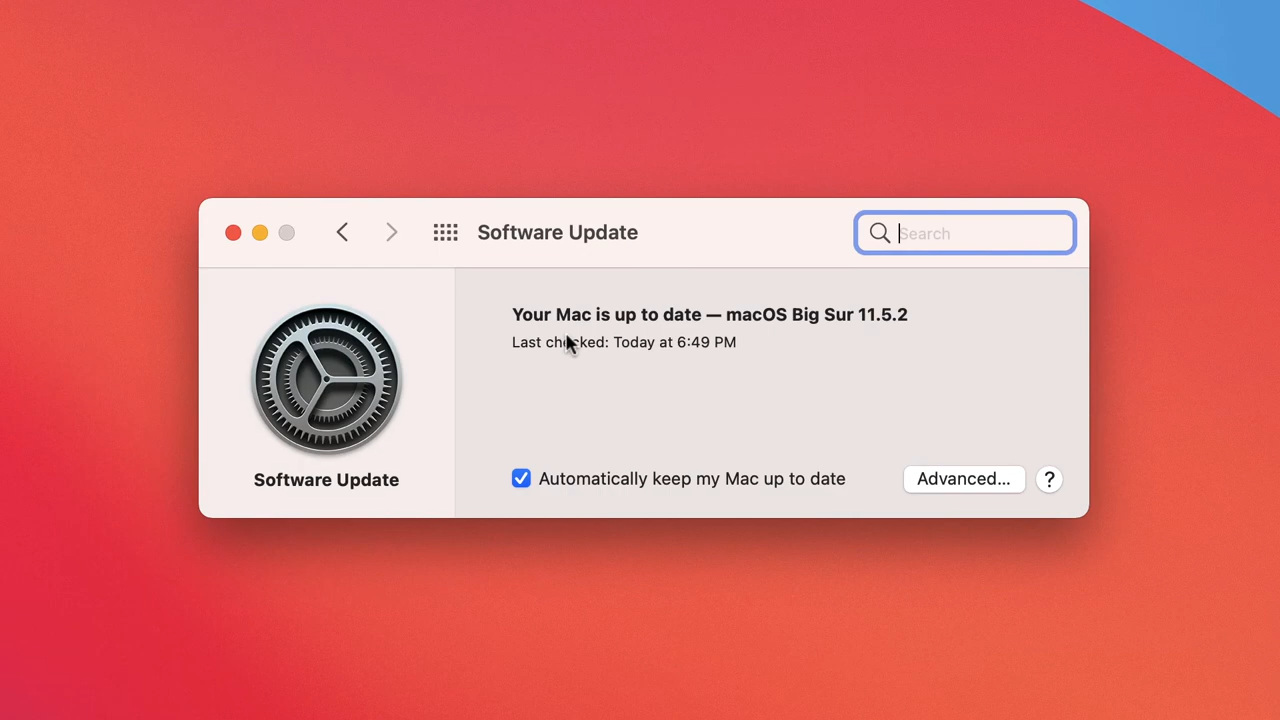 Software Update
Search
Your Mac is up to date — macOS Big Sur 11.5.2
Last checked: Today at 6:49 PM
Software Update
Automatically keep my Mac up to date
Advanced...
?